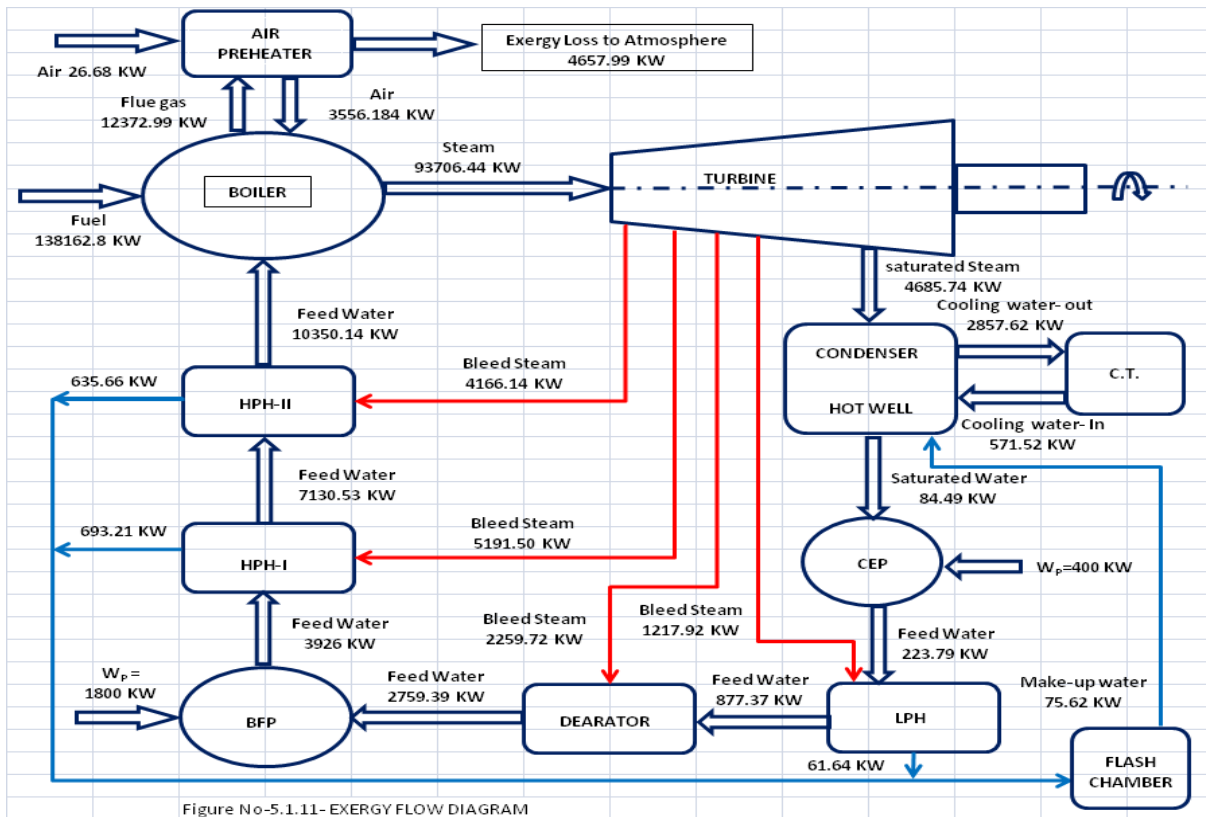 AIR
PREHEATER
Exergy Loss to Atmosphere
4657.99 KW
Air 26.68 KW
Flue gas
12372.99 KW
Air
3556.184 KW
Steam
93706.44 KW
BOILER
TURBINE
Fuel
138162.8 KW
saturated Steam
4685.74 KW
Cooling water- out
2857.62 KW
Feed Water
10350.14 KW
CONDENSER
HOT WELL
C.T.
Bleed Steam
4166.14 KW
635.66 KW
HPH-II
Cooling water- In
571.52 KW
Feed Water
7130.53 KW
Saturated Water
84.49 KW
693.21 KW
HPH-I
Bleed Steam
5191.50 KW
CEP
WP=400 KW
Feed Water
3926 KW
Bleed Steam
2259.72 KW
Bleed Steam
1217.92 KW
Feed Water
223.79 KW
WP =
1800 KW
BFP
Feed Water
2759.39 KW
DEARATOR
Feed Water
877.37 KW
LPH
Make-up water
75.62 KW
61.64 KW
FLASH
CHAMBER
Figure No-5.1.11- EXERGY FLOW DIAGRAM